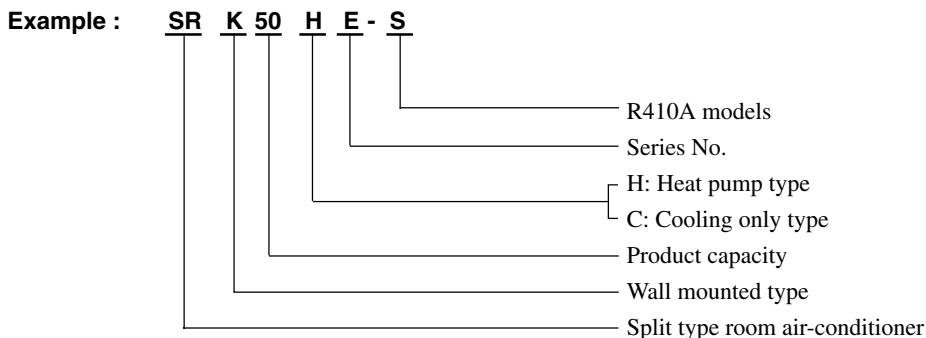 Example : SR K 50 H E - S
R410A models
Series No.
H: Heat pump type
C: Cooling only type
Product capacity
Wall mounted type
Split type room air-conditioner